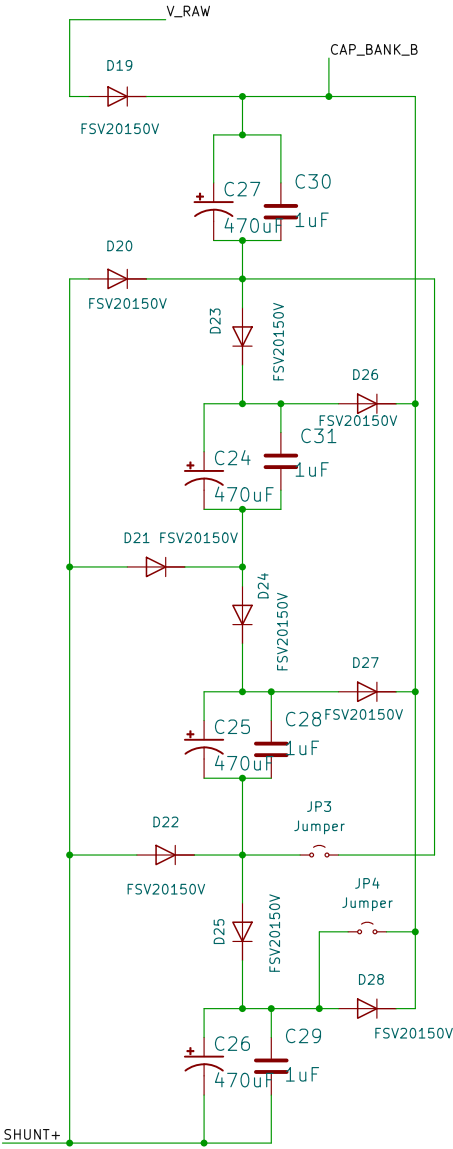 V_RAW
CAP_BANK_B
D19
FSV20150V
C27
470uF
C30
1uF
D20
FSV20150V
D23
FSV20150V
D26
FSV20150V
C31
1uF
C24
470uF
D21 FSV20150V
D24
FSV20150V
D27
FSV20150V
C28
1uF
C25
470uF
JP3
Jumper
D22
FSV20150V
JP4
Jumper
D25
FSV20150V
D28
FSV20150V
C29
1uF
C26
470uF
SHUNT+